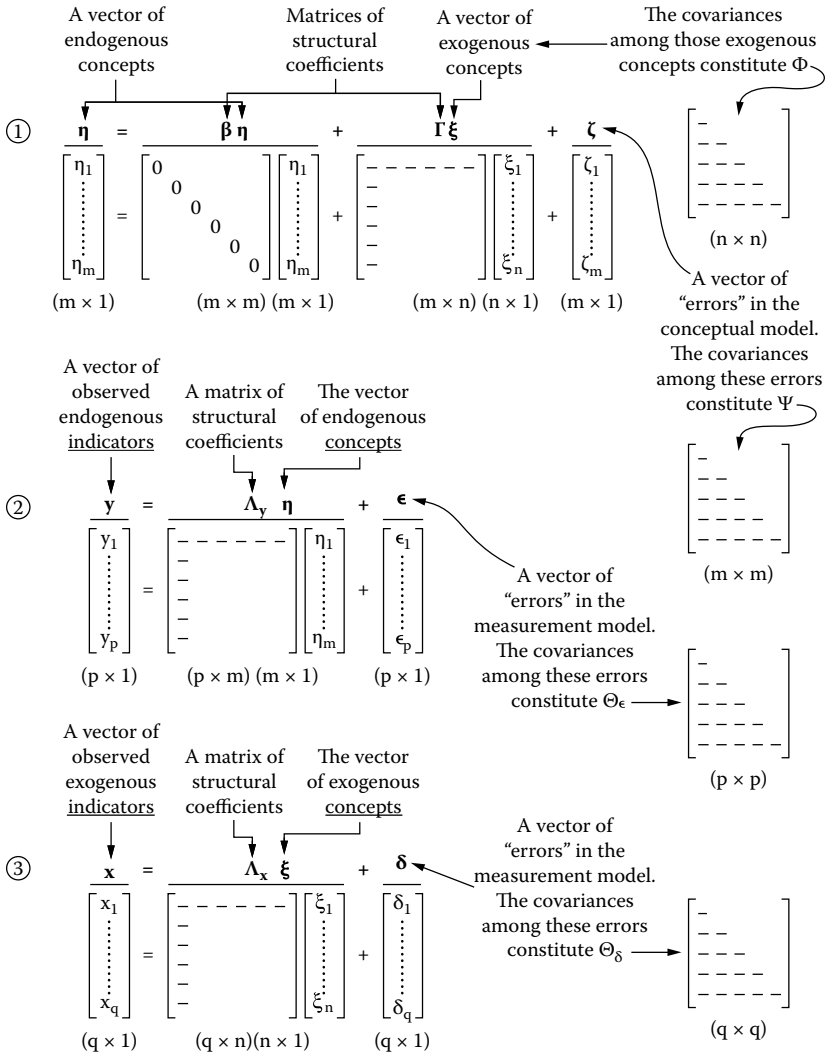 A vector of
endogenous
concepts
Matrices of
structural
coefficients
A vector of
exogenous
concepts
The covariances
among those exogenous
concepts constitute Φ
① η = β η + Γ ξ + ζ
η₁ 0 0 0 0 0 0 η₁ ξ₁ ζ₁
= + +
ηₘ ηₘ ξₙ ζₘ
(m × 1) (m × m) (m × 1) (m × n) (n × 1) (m × 1)
(n × n)
A vector of
“errors” in the
conceptual model.
The covariances
among these errors
constitute Ψ
(m × m)
A vector of
observed
endogenous
indicators
A matrix of
structural
coefficients
The vector
of endogenous
concepts
② y = Λy η + ϵ
y₁ η₁ ϵ₁
= +
yₚ ηₘ ϵₚ
(p × 1) (p × m) (m × 1) (p × 1)
A vector of
“errors” in the
measurement model.
The covariances
among these errors
constitute Θϵ
(p × p)
A vector of
observed
exogenous
indicators
A matrix of
structural
coefficients
The vector
of exogenous
concepts
③ x = Λₓ ξ + δ
x₁ ξ₁ δ₁
= +
xq ξₙ δq
(q × 1) (q × n)(n × 1) (q × 1)
A vector of
“errors” in the
measurement model.
The covariances
among these errors
constitute Θδ
(q × q)